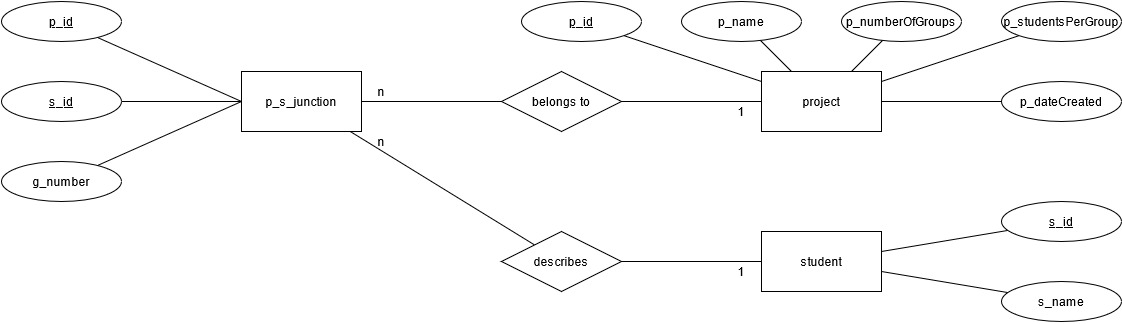 p_id
p_id
p_name
p_numberOfGroups
p_studentsPerGroup
s_id
p_s_junction
n
belongs to
1
project
p_dateCreated
n
g_number
s_id
describes
1
student
s_name